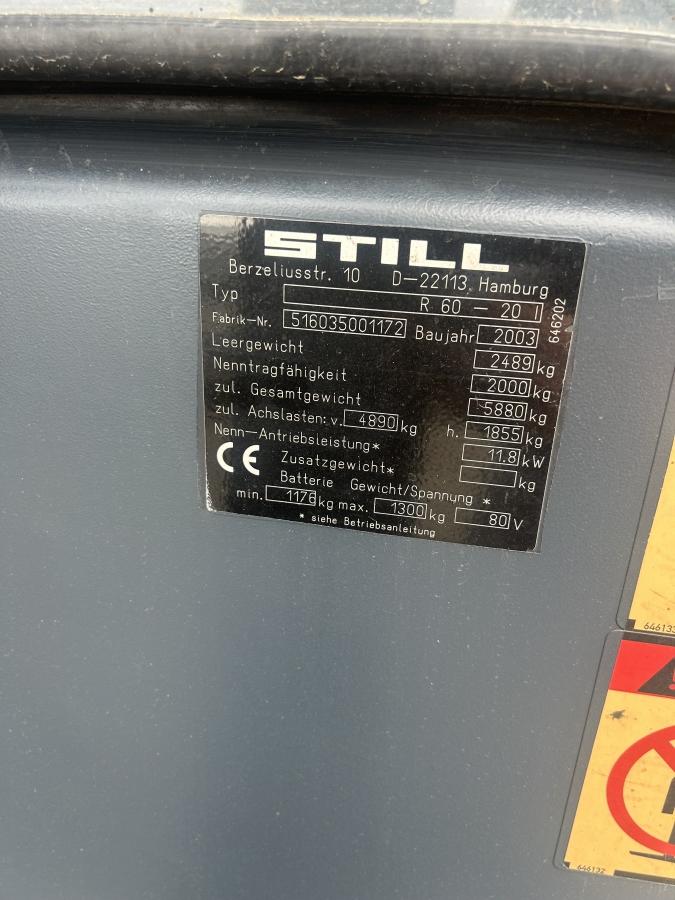 STILL
Berzeliusstr. 10 D-22113 Hamburg
Typ R 60 - 20 I
Fabrik-Nr. 516035001172 Baujahr 2003
Leergewicht 2489 kg
Nenntragfähigkeit 2000 kg
zul. Gesamtgewicht 5880 kg
zul. Achslasten: v. 4890 kg h. 1855 kg
Nenn-Antriebsleistung* 11.8 kW
CE Zusatzgewicht* kg
Batterie Gewicht/Spannung *
min. 1176 kg max. 1300 kg 80 V
* siehe Betriebsanleitung
646202
646133
646132